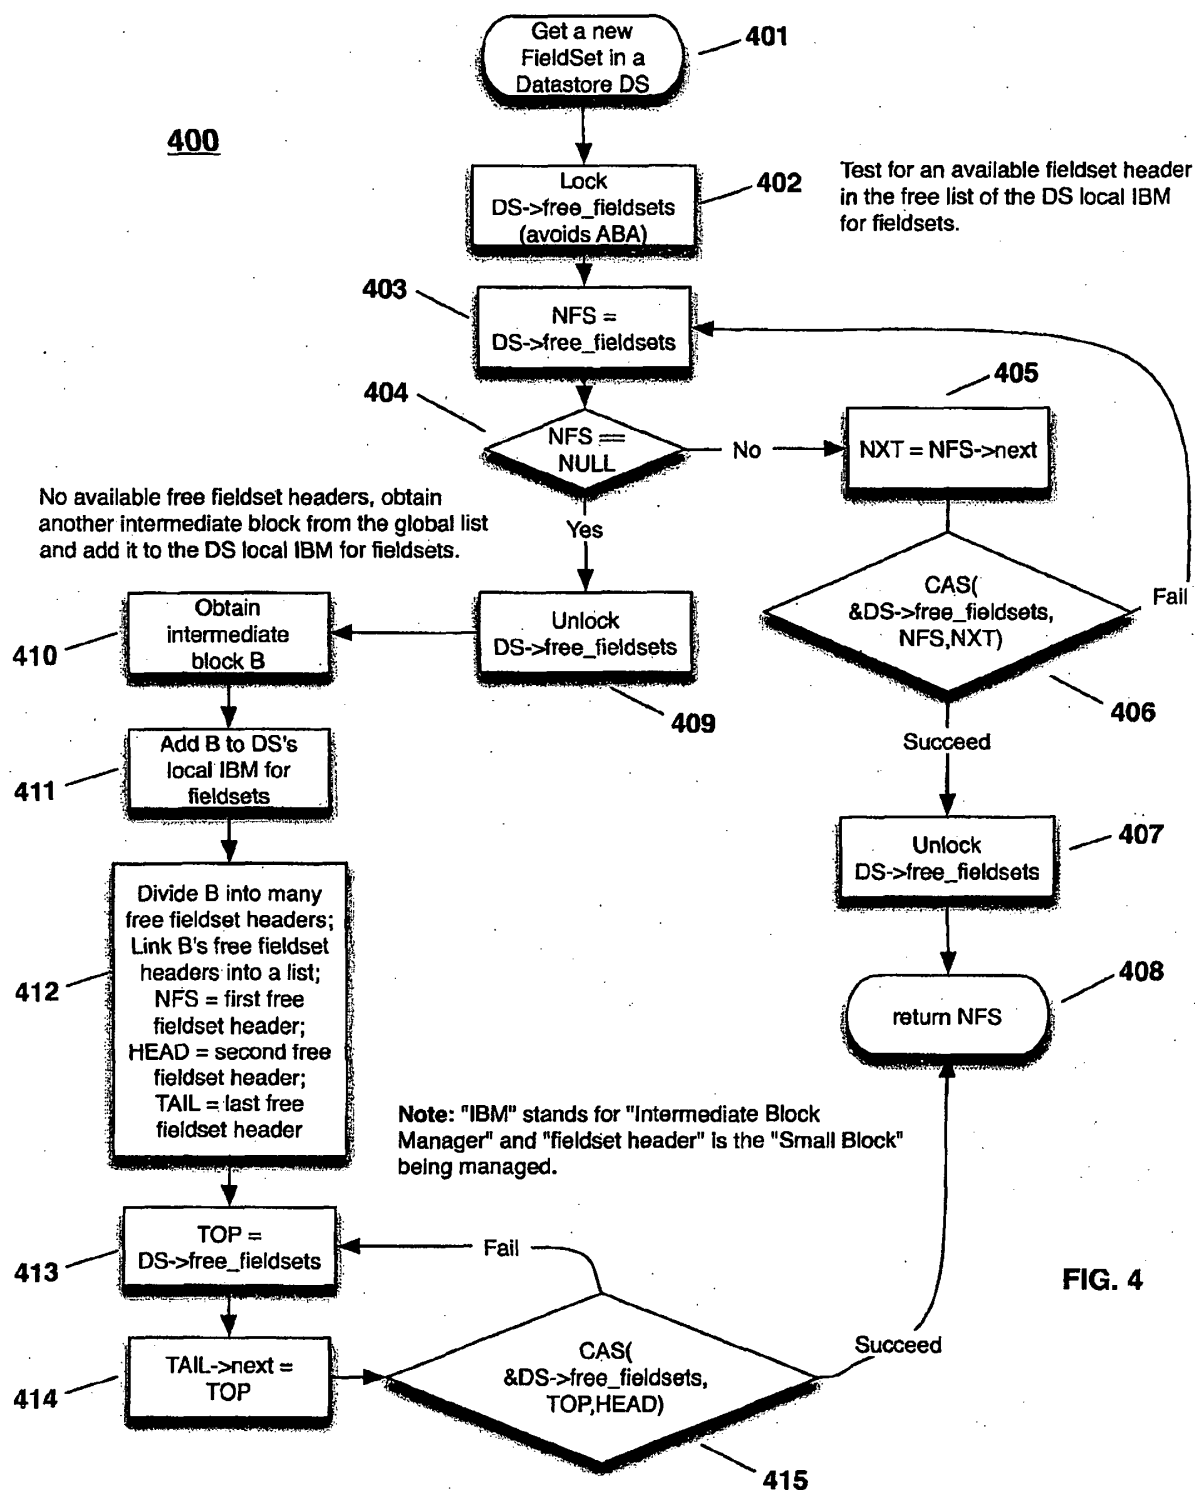 Get a new
FieldSet in a
Datastore DS
401
400
Lock
DS->free_fieldsets
(avoids ABA)
402
Test for an available fieldset header
in the free list of the DS local IBM
for fieldsets.
403
NFS =
DS->free_fieldsets
404
NFS ==
NULL
No
405
NXT = NFS->next
No available free fieldset headers, obtain
another intermediate block from the global list
and add it to the DS local IBM for fieldsets.
Yes
CAS(
&DS->free_fieldsets,
NFS,NXT)
Fail
406
Obtain
intermediate
block B
410
Unlock
DS->free_fieldsets
409
Succeed
Add B to DS's
local IBM for
fieldsets
411
Unlock
DS->free_fieldsets
407
Divide B into many
free fieldset headers;
Link B's free fieldset
headers into a list;
NFS = first free
fieldset header;
HEAD = second free
fieldset header;
TAIL = last free
fieldset header
412
408
return NFS
Note: "IBM" stands for "Intermediate Block
Manager" and "fieldset header" is the "Small Block"
being managed.
TOP =
DS->free_fieldsets
413
Fail
FIG. 4
TAIL->next =
TOP
414
CAS(
&DS->free_fieldsets,
TOP,HEAD)
Succeed
415